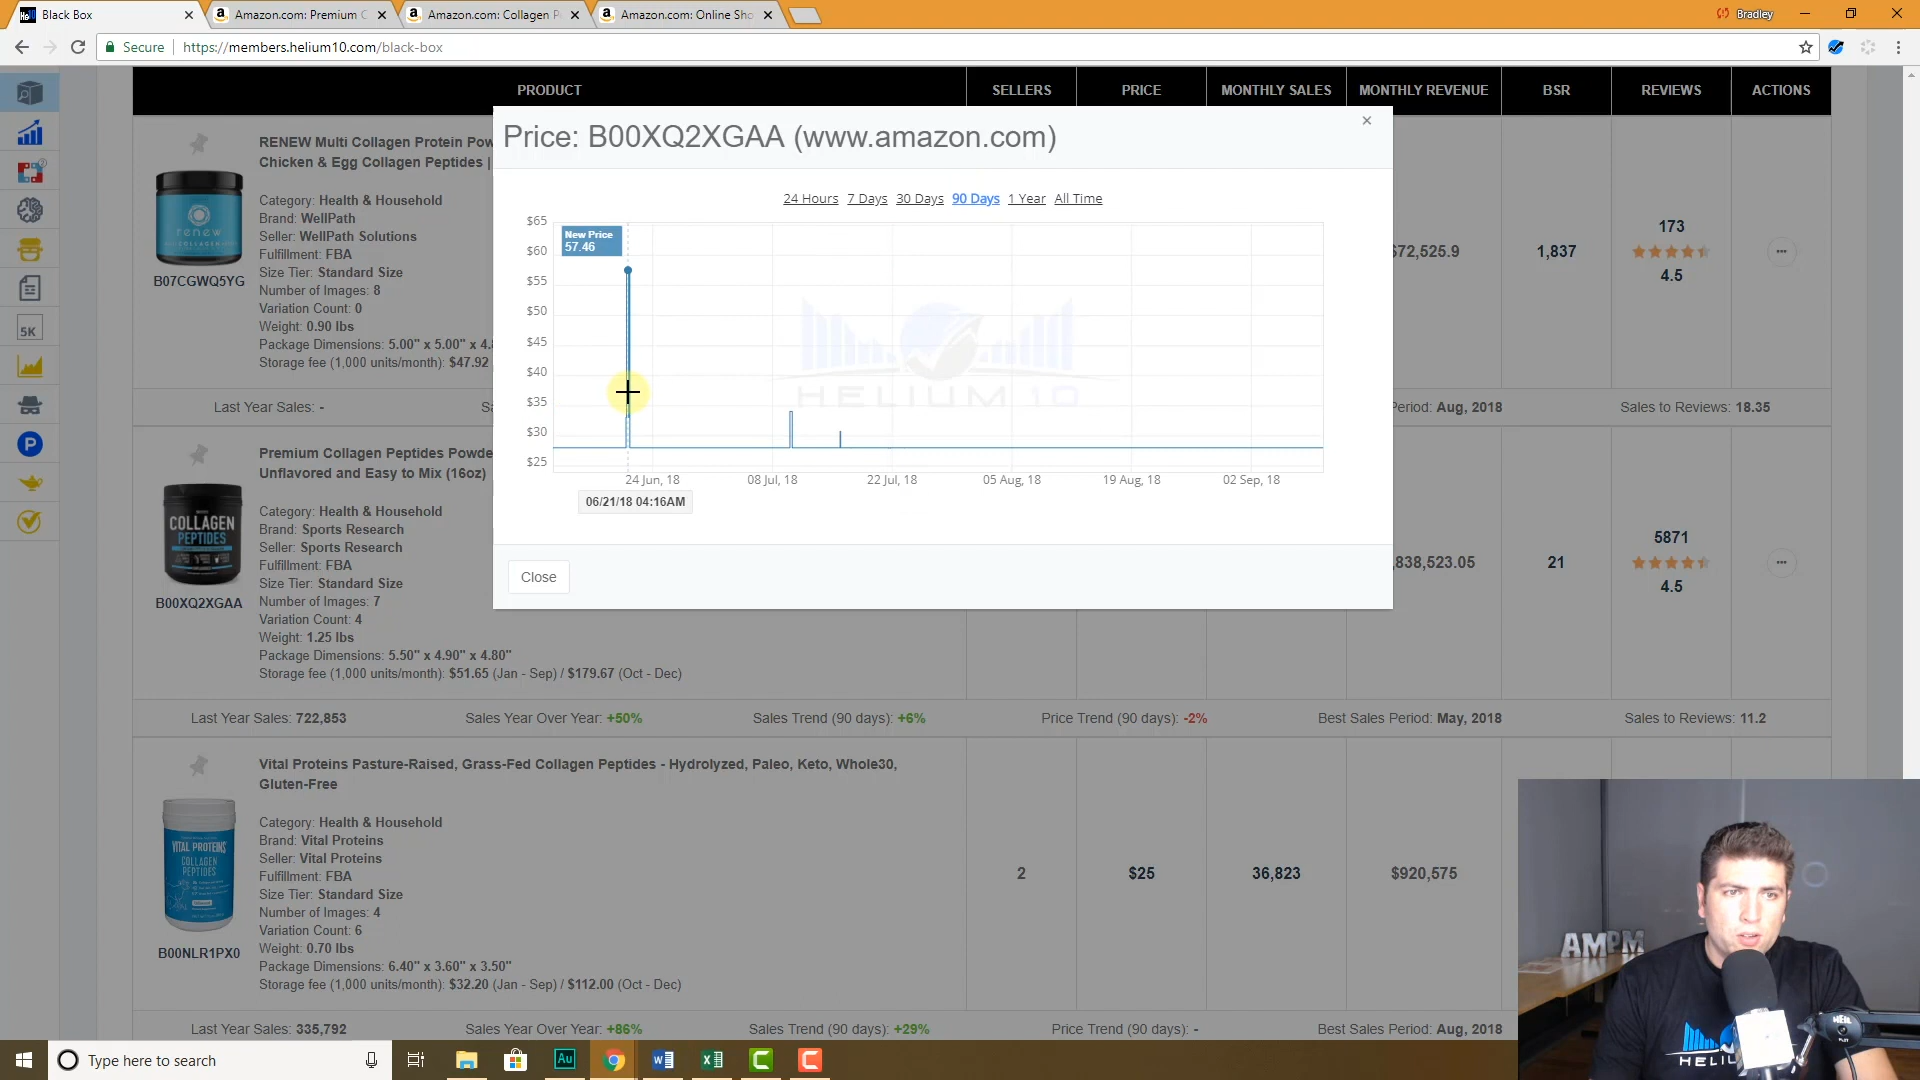 Black Box
Amazon.com: Premium C
Amazon.com: Collagen P
Amazon.com: Online Sho
Bradley
Secure
https://members.helium10.com/black-box
PRODUCT
SELLERS
PRICE
MONTHLY SALES
MONTHLY REVENUE
BSR
REVIEWS
ACTIONS
Price: B00XQ2XGAA (www.amazon.com)
×
24 Hours
7 Days
30 Days
90 Days
1 Year
All Time
$65
$60
$55
$50
$45
$40
$35
$30
$25
New Price
57.46
HELIUM 10
24 Jun, 18
08 Jul, 18
22 Jul, 18
05 Aug, 18
19 Aug, 18
02 Sep, 18
06/21/18 04:16AM
Close
RENEW Multi Collagen Protein Pow
Chicken & Egg Collagen Peptides |
Category: Health & Household
Brand: WellPath
Seller: WellPath Solutions
Fulfillment: FBA
Size Tier: Standard Size
Number of Images: 8
Variation Count: 0
Weight: 0.90 lbs
Package Dimensions: 5.00" x 5.00" x 4.
Storage fee (1,000 units/month): $47.92
renew
B07CGWQ5YG
$72,525.9
1,837
173
4.5
Last Year Sales: -
Sa
Period: Aug, 2018
Sales to Reviews: 18.35
5K
P
Premium Collagen Peptides Powde
Unflavored and Easy to Mix (16oz)
Category: Health & Household
Brand: Sports Research
Seller: Sports Research
Fulfillment: FBA
Size Tier: Standard Size
Number of Images: 7
Variation Count: 4
Weight: 1.25 lbs
Package Dimensions: 5.50" x 4.90" x 4.80"
Storage fee (1,000 units/month): $51.65 (Jan - Sep) / $179.67 (Oct - Dec)
COLLAGEN
PEPTIDES
B00XQ2XGAA
,838,523.05
21
5871
4.5
Last Year Sales: 722,853
Sales Year Over Year: +50%
Sales Trend (90 days): +6%
Price Trend (90 days): -2%
Best Sales Period: May, 2018
Sales to Reviews: 11.2
Vital Proteins Pasture-Raised, Grass-Fed Collagen Peptides - Hydrolyzed, Paleo, Keto, Whole30,
Gluten-Free
Category: Health & Household
Brand: Vital Proteins
Seller: Vital Proteins
Fulfillment: FBA
Size Tier: Standard Size
Number of Images: 4
Variation Count: 6
Weight: 0.70 lbs
Package Dimensions: 6.40" x 3.60" x 3.50"
Storage fee (1,000 units/month): $32.20 (Jan - Sep) / $112.00 (Oct - Dec)
VITAL PROTEINS
COLLAGEN
PEPTIDES
B00NLR1PX0
2
$25
36,823
$920,575
Last Year Sales: 335,792
Sales Year Over Year: +86%
Sales Trend (90 days): +29%
Price Trend (90 days): -
Best Sales Period: Aug, 2018
AMPM
HELIU
Type here to search
Au